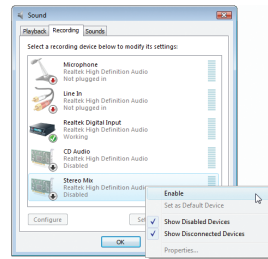 Sound
Playback Recording Sounds
Select a recording device below to modify its settings:
Microphone
Realtek High Definition Audio
Not plugged in
Line In
Realtek High Definition Audio
Not plugged in
Realtek Digital Input
Realtek High Definition Audio
Working
CD Audio
Realtek High Definition Audio
Disabled
Stereo Mix
Realtek High Definition Audio
Disabled
Enable
Set as Default Device
Show Disabled Devices
Show Disconnected Devices
Properties...
Configure
OK